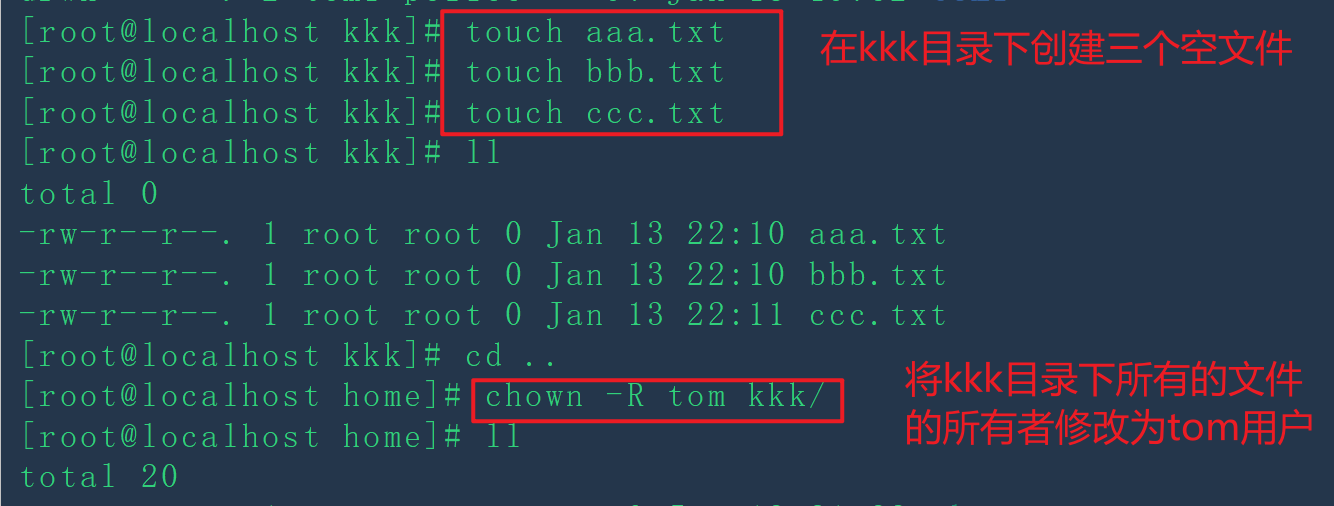 [root@localhost kkk]# touch aaa.txt
在kkk目录下创建三个空文件
[root@localhost kkk]# touch bbb.txt
[root@localhost kkk]# touch ccc.txt
[root@localhost kkk]# ll
total 0
-rw-r--r--. 1 root root 0 Jan 13 22:10 aaa.txt
-rw-r--r--. 1 root root 0 Jan 13 22:10 bbb.txt
-rw-r--r--. 1 root root 0 Jan 13 22:11 ccc.txt
[root@localhost kkk]# cd ..
[root@localhost home]# chown -R tom kkk/
将kkk目录下所有的文件
的所有者修改为tom用户
[root@localhost home]# ll
total 20